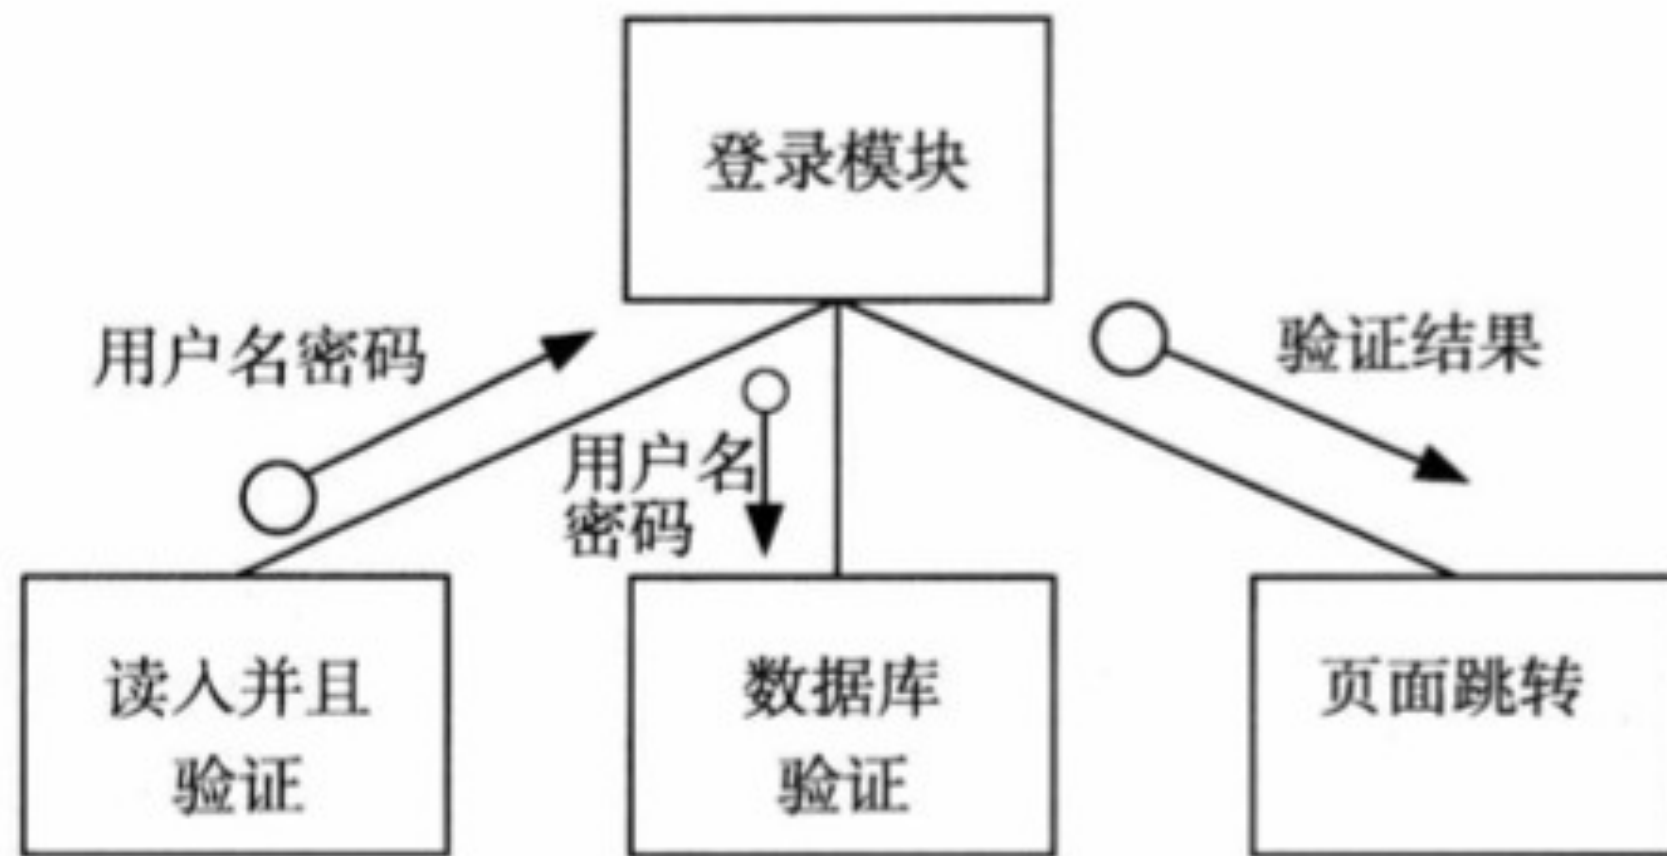 登录模块
用户名密码
验证结果
用户名
密码
读入并且
验证
数据库
验证
页面跳转